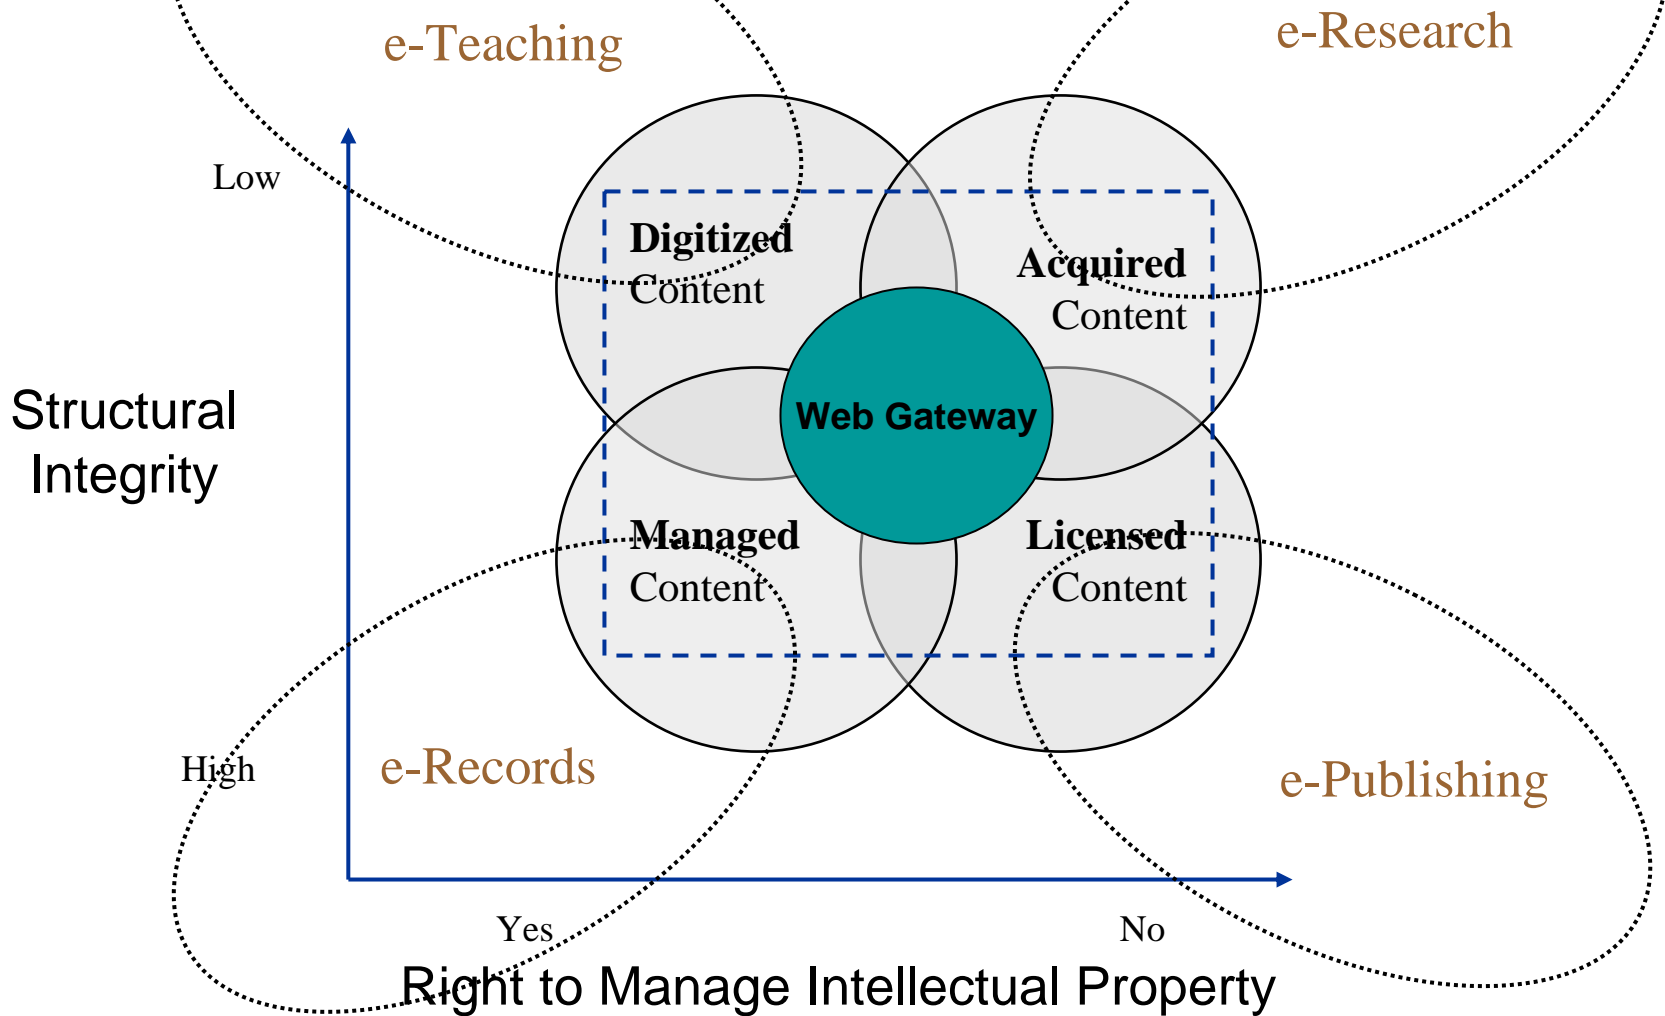 e-Teaching
e-Research
Low
Digitized
Content
Acquired
Content
Structural
Integrity
Web Gateway
Managed
Content
Licensed
Content
High
e-Records
e-Publishing
Yes
No
Right to Manage Intellectual Property